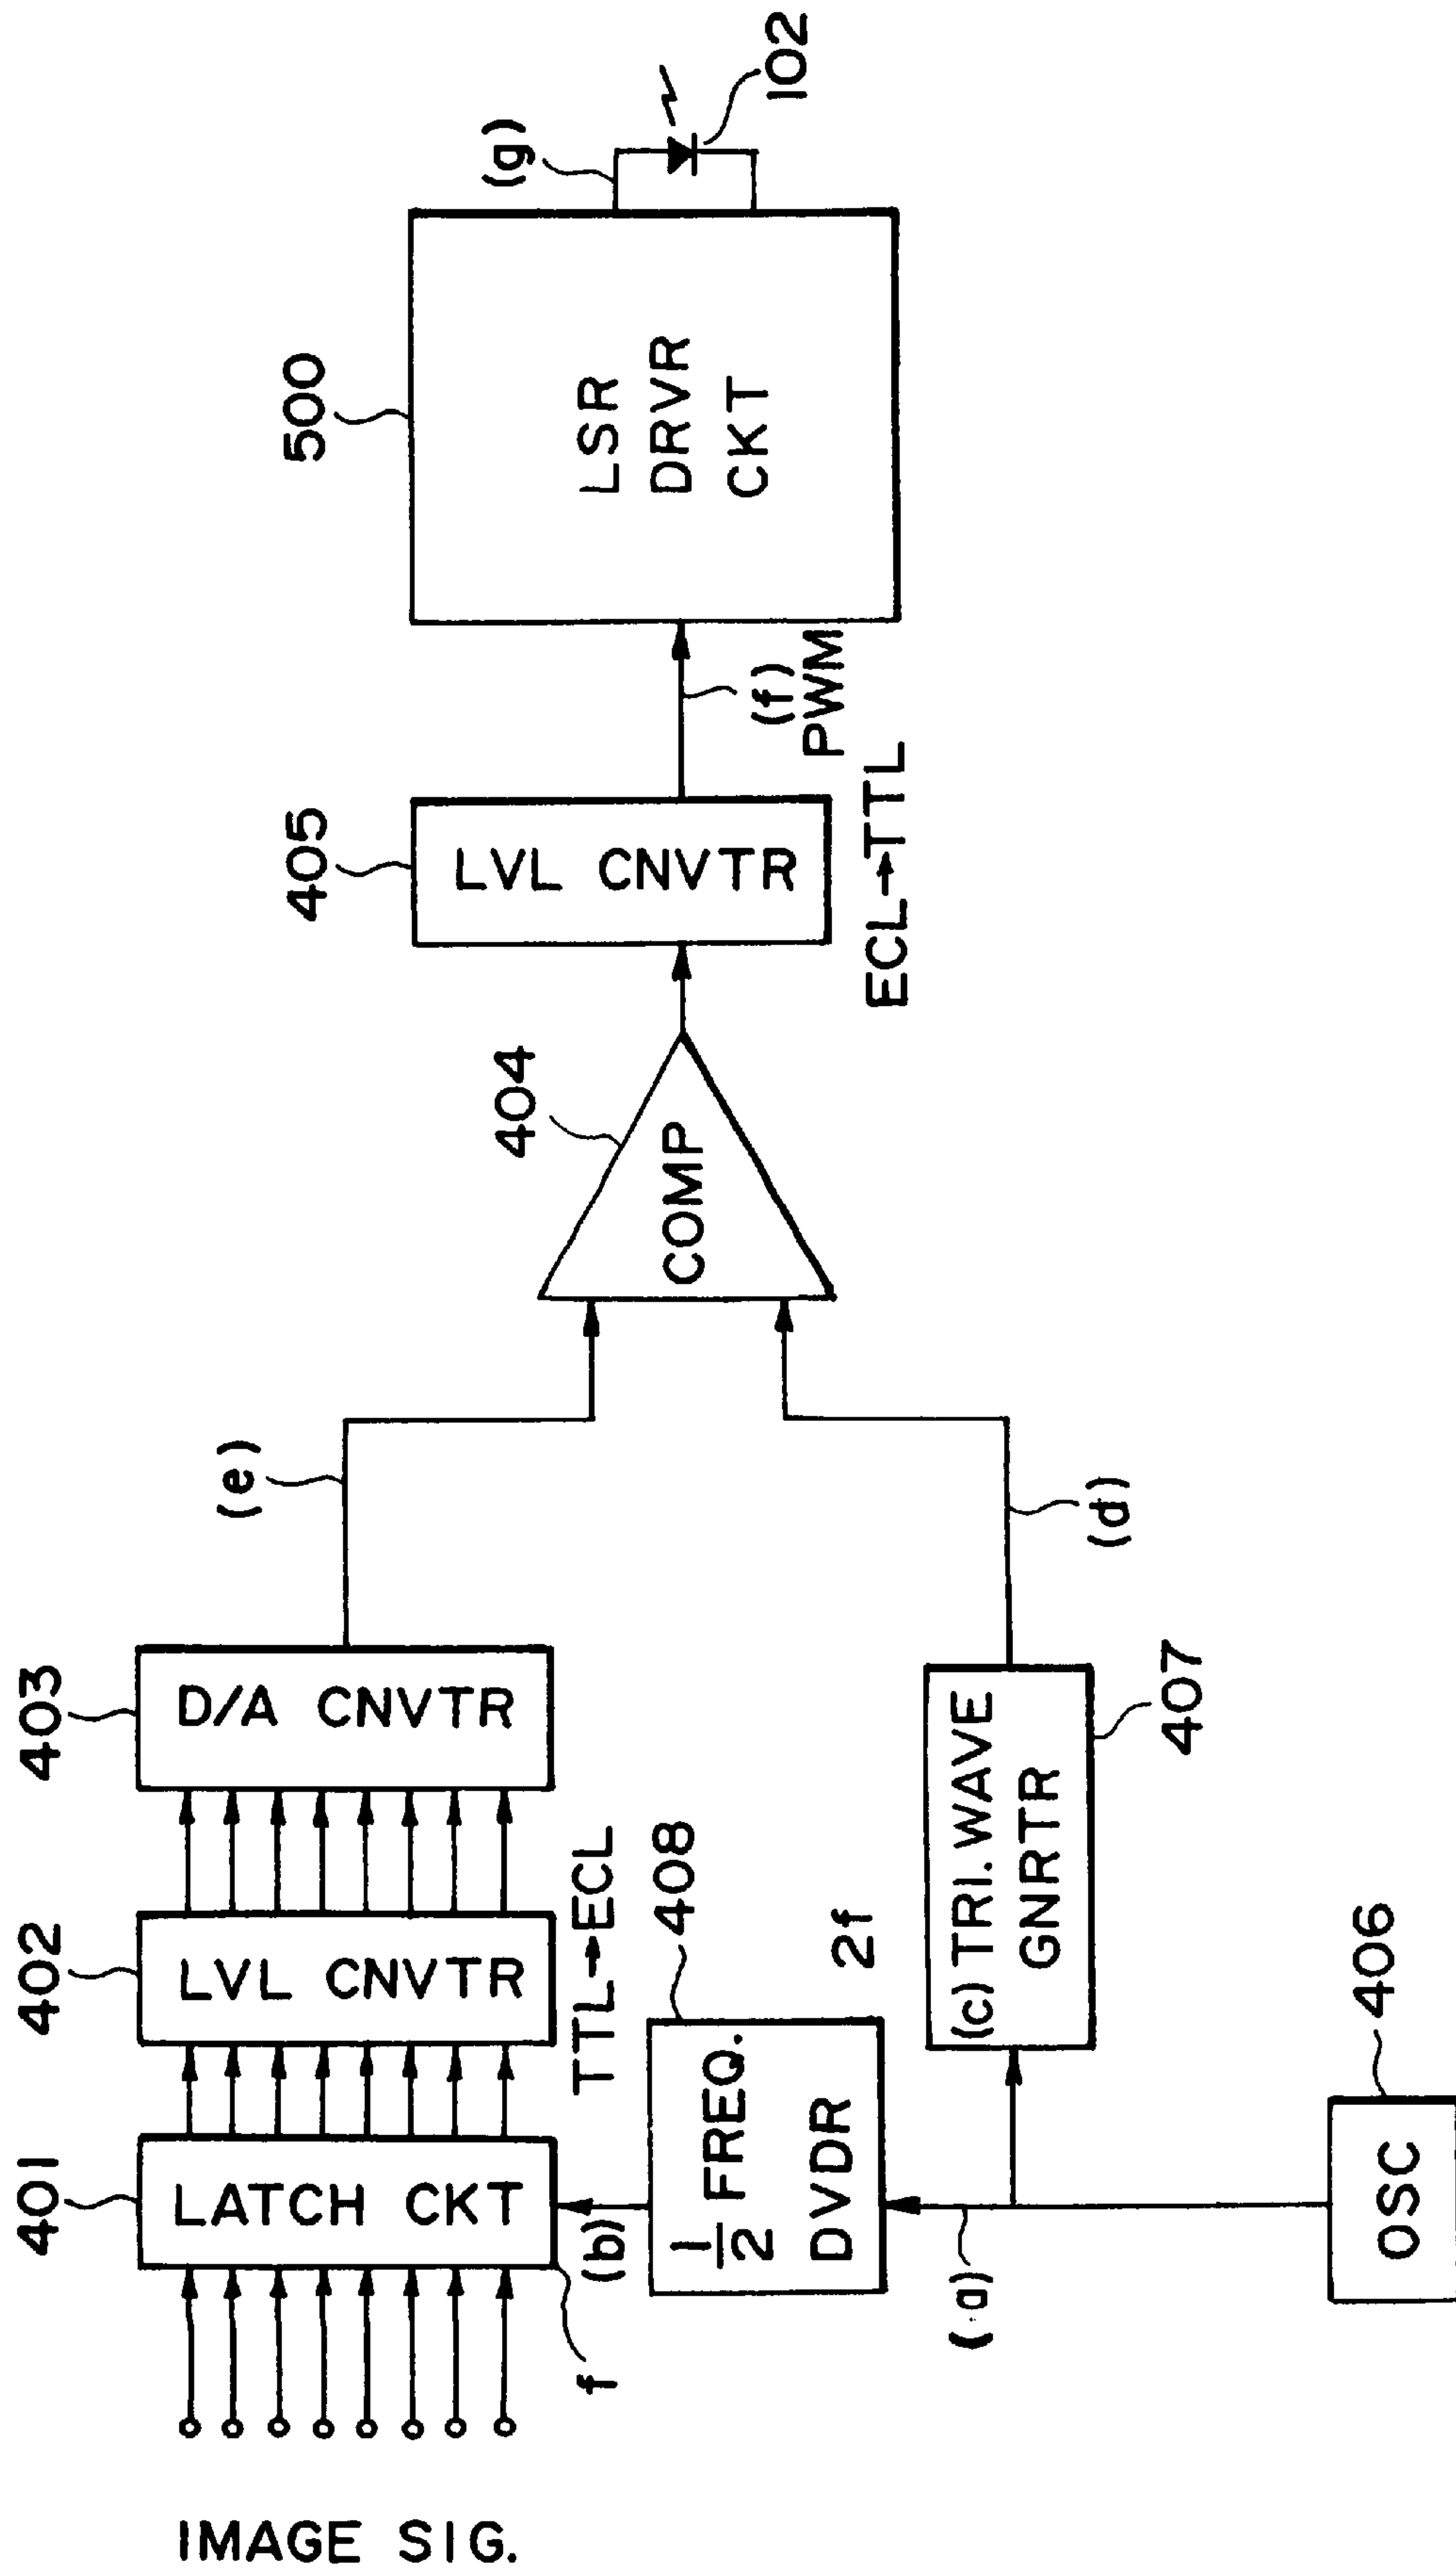 IMAGE SIG.
401
LATCH CKT
f
(b)
402
LVL CNVTR
TTL→ECL
403
D/A CNVTR
(e)
408
1/2 FREQ.
DVDR
2f
(a)
406
OSC
(c) TRI. WAVE
GNRTR
407
(d)
404
COMP
405
LVL CNVTR
ECL→TTL
(f)
PWM
500
LSR
DRVR
CKT
(g)
102